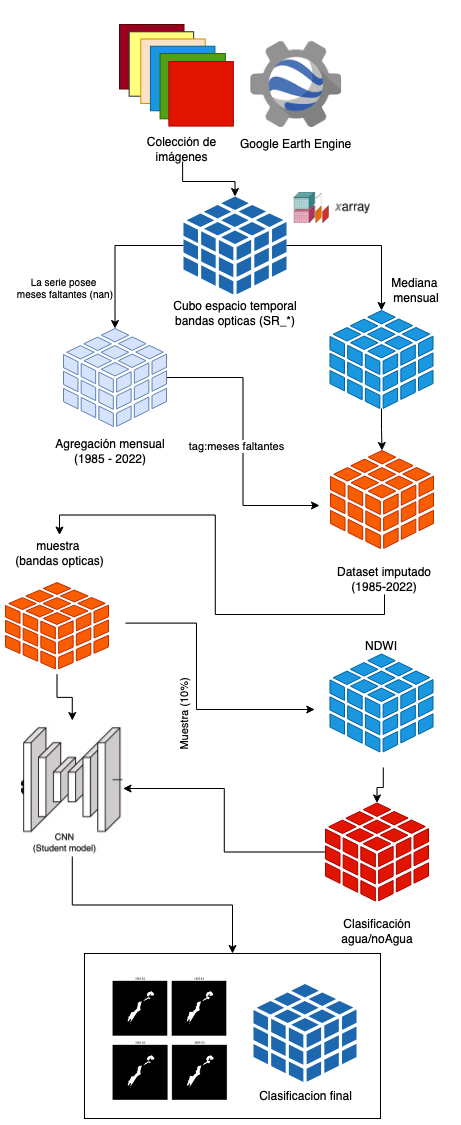 Colección de
imágenes
Google Earth Engine
xarray
La serie posee
meses faltantes (nan)
Cubo espacio temporal
bandas opticas (SR_*)
Mediana
mensual
Agregación mensual
(1985 - 2022)
tag:meses faltantes
Dataset imputado
(1985-2022)
muestra
(bandas opticas)
Muestra (10%)
NDWI
CNN
(Student model)
Clasificación
agua/noAgua
Clasificacion final